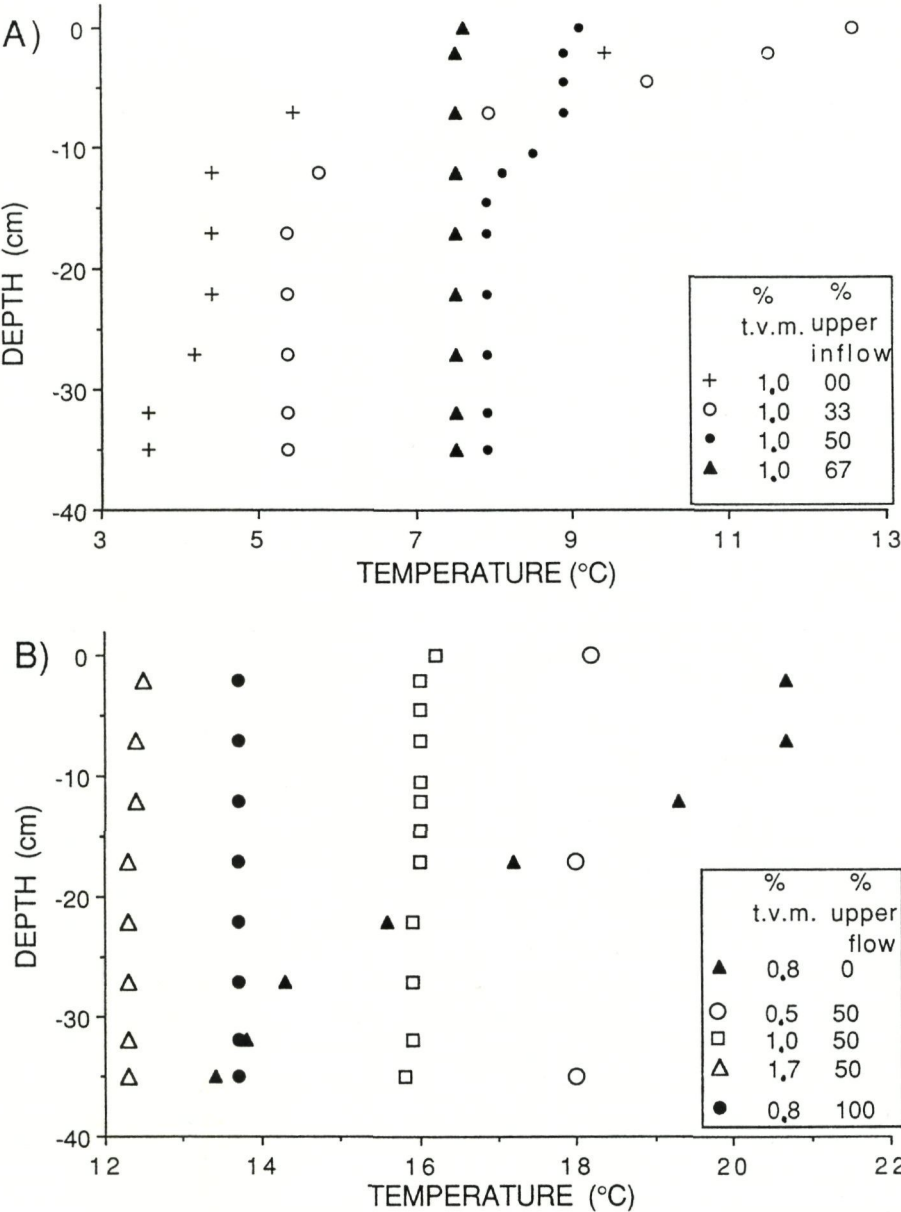 A)
0
-10
-20
-30
-40
DEPTH (cm)
3 5 7 9 11 13
TEMPERATURE (°C)
% %
t.v.m. upper
inflow
1.0 00
1.0 33
1.0 50
1.0 67
B)
0
-10
-20
-30
-40
DEPTH (cm)
12 14 16 18 20 22
TEMPERATURE (°C)
% %
t.v.m. upper
flow
0.8 0
0.5 50
1.0 50
1.7 50
0.8 100